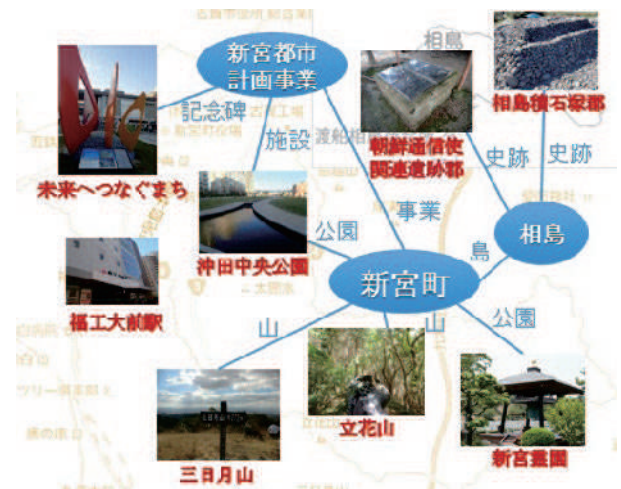 新宮都市
計画事業
相島
相島積石塚郡
記念碑
施設
朝鮮通信使
関連遺跡郡
史跡
史跡
未来へつなぐまち
公園
事業
相島
沖田中央公園
島
新宮町
福工大前駅
山
山
公園
立花山
新宮霊園
三日月山